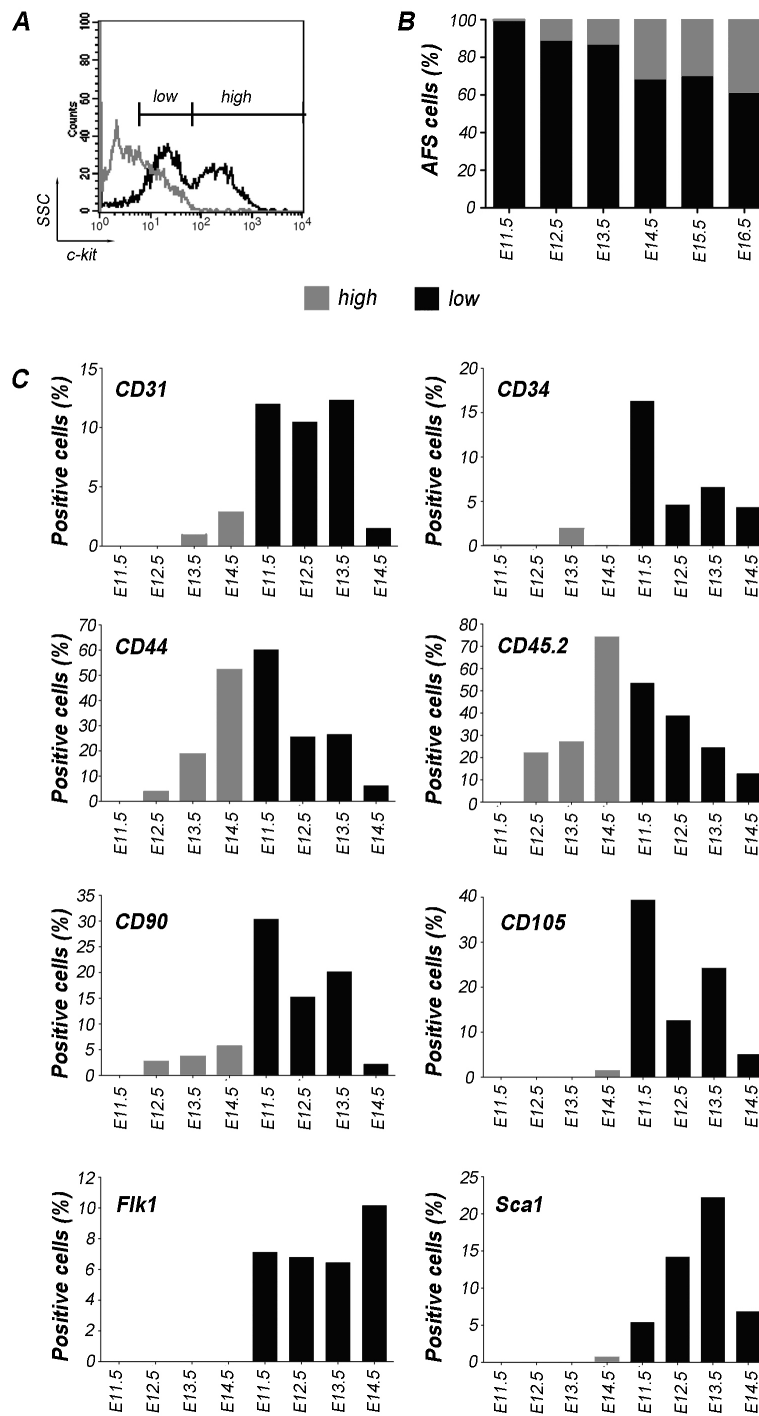 A
100
80
60
40
20
0
Counts
low high
10^0 10^1 10^2 10^3 10^4
SSC
c-kit
B
AFS cells (%)
100
80
60
40
20
0
E11.5 E12.5 E13.5 E14.5 E15.5 E16.5
high low
C
CD31
Positive cells (%)
15
10
5
0
E11.5 E12.5 E13.5 E14.5 E11.5 E12.5 E13.5 E14.5
CD34
Positive cells (%)
20
15
10
5
0
E11.5 E12.5 E13.5 E14.5 E11.5 E12.5 E13.5 E14.5
CD44
Positive cells (%)
70
60
50
40
30
20
10
0
E11.5 E12.5 E13.5 E14.5 E11.5 E12.5 E13.5 E14.5
CD45.2
Positive cells (%)
80
70
60
50
40
30
20
10
0
E11.5 E12.5 E13.5 E14.5 E11.5 E12.5 E13.5 E14.5
CD90
Positive cells (%)
35
30
25
20
15
10
5
0
E11.5 E12.5 E13.5 E14.5 E11.5 E12.5 E13.5 E14.5
CD105
Positive cells (%)
40
30
20
10
0
E11.5 E12.5 E13.5 E14.5 E11.5 E12.5 E13.5 E14.5
Flk1
Positive cells (%)
12
10
8
6
4
2
0
E11.5 E12.5 E13.5 E14.5 E11.5 E12.5 E13.5 E14.5
Sca1
Positive cells (%)
25
20
15
10
5
0
E11.5 E12.5 E13.5 E14.5 E11.5 E12.5 E13.5 E14.5